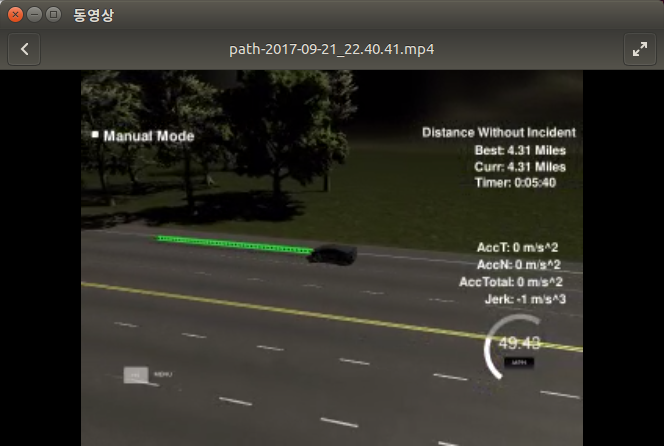 동영상
path-2017-09-21_22.40.41.mp4
Manual Mode
Distance Without Incident
Best: 4.31 Miles
Curr: 4.31 Miles
Timer: 0:05:40
AccT: 0 m/s^2
AccN: 0 m/s^2
AccTotal: 0 m/s^2
Jerk: -1 m/s^3
49.43
MPH
MENU